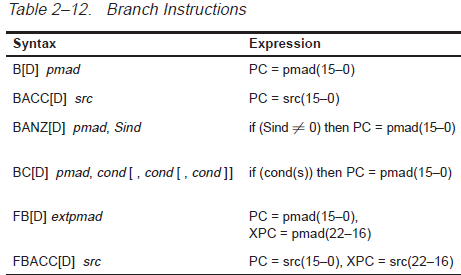 Table 2–12. Branch Instructions
Syntax Expression
B[D] pmad PC = pmad(15–0)
BACC[D] src PC = src(15–0)
BANZ[D] pmad, Sind if (Sind ≠ 0) then PC = pmad(15–0)
BC[D] pmad, cond [ , cond [ , cond ] ] if (cond(s)) then PC = pmad(15–0)
FB[D] extpmad PC = pmad(15–0),
XPC = pmad(22–16)
FBACC[D] src PC = src(15–0), XPC = src(22–16)